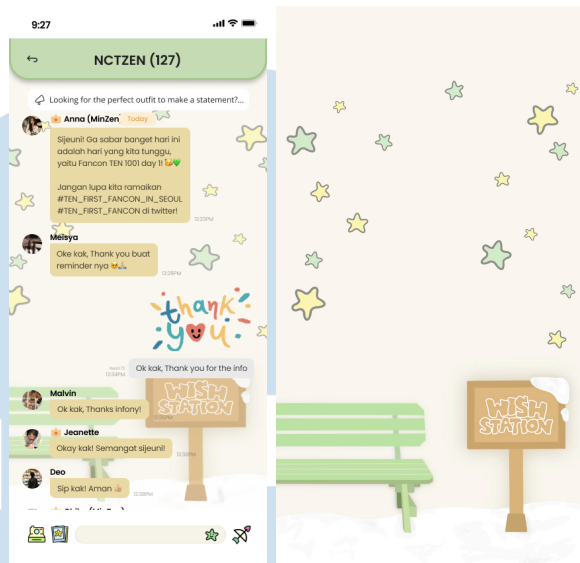 9:27
NCTZEN (127)
Looking for the perfect outfit to make a statement?...
Anna (MinZen)
Today
Sijeuni! Ga sabar banget hari ini
adalah hari yang kita tunggu,
yaitu Fancon TEN 1001 day 1!
Jangan lupa kita ramaikan
#TEN_FIRST_FANCON_IN_SEOUL
#TEN_FIRST_FANCON di twitter!
12:23PM
Meisya
Oke kak, Thank you buat
reminder nya
12:28PM
thank
you
Ok kak, Thank you for the info
12:34PM
Malvin
Ok kak, Thanks infony!
WISH
STATION
Jeanette
Okay kak! Semangat sijeuni!
Deo
Sip kak! Aman
12:38PM
WISH
STATION